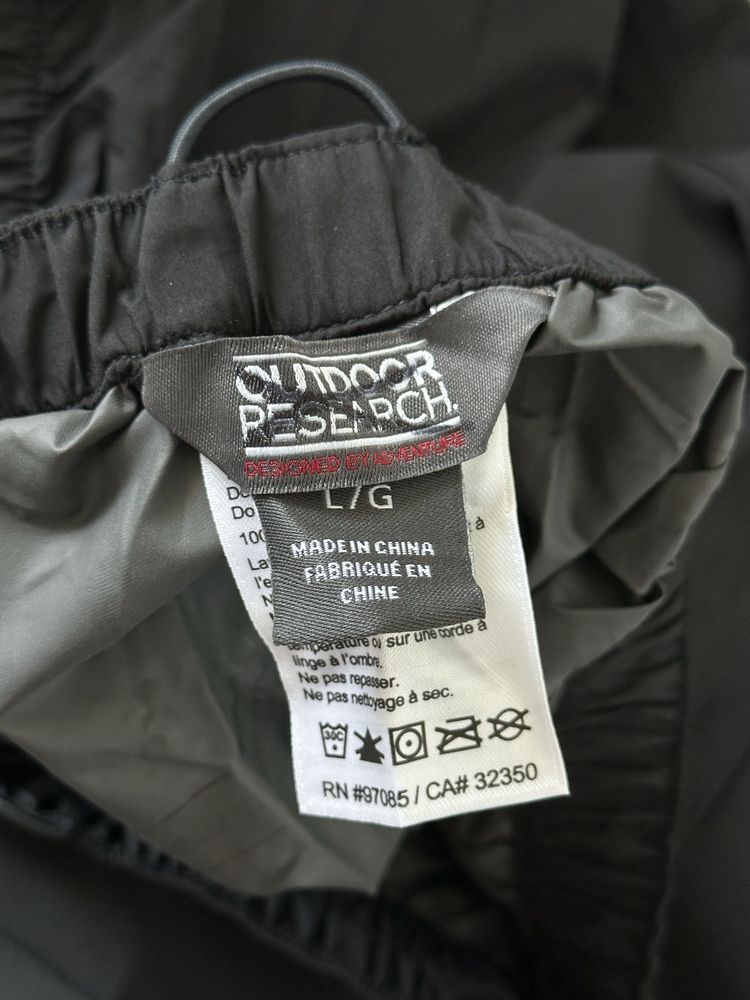 OUTDOOR
RESEARCH
DESIGNED BY ADVENTURE
L/G
MADE IN CHINA
FABRIQUÉ EN
CHINE
à
température ou sur une corde à
linge à l'ombre.
Ne pas repasser.
Ne pas nettoyage à sec.
30C
RN #97085 / CA# 32350